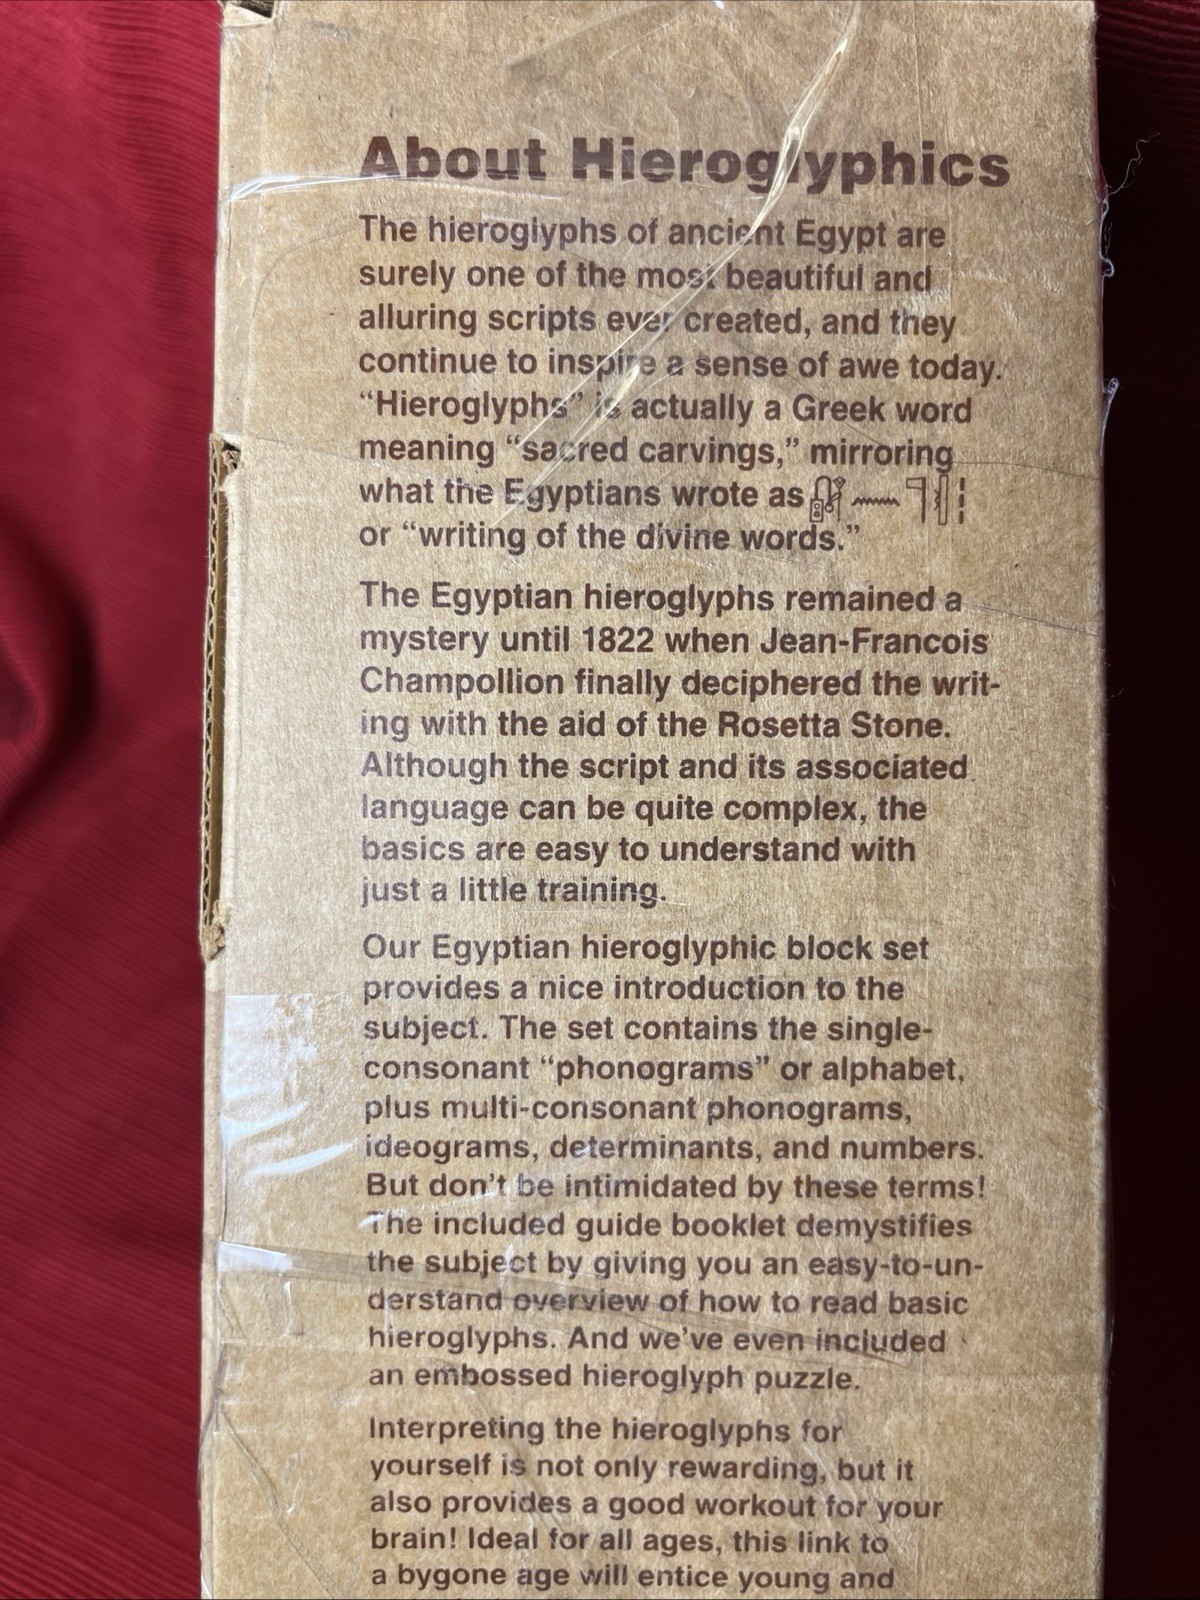 About Hieroglyphics
The hieroglyphs of ancient Egypt are
surely one of the most beautiful and
alluring scripts ever created, and they
continue to inspire a sense of awe today.
“Hieroglyphs” is actually a Greek word
meaning “sacred carvings,” mirroring
what the Egyptians wrote as
or “writing of the divine words.”
The Egyptian hieroglyphs remained a
mystery until 1822 when Jean-Francois
Champollion finally deciphered the writ-
ing with the aid of the Rosetta Stone.
Although the script and its associated
language can be quite complex, the
basics are easy to understand with
just a little training.
Our Egyptian hieroglyphic block set
provides a nice introduction to the
subject. The set contains the single-
consonant “phonograms” or alphabet,
plus multi-consonant phonograms,
ideograms, determinants, and numbers.
But don’t be intimidated by these terms!
The included guide booklet demystifies
the subject by giving you an easy-to-un-
derstand overview of how to read basic
hieroglyphs. And we’ve even included
an embossed hieroglyph puzzle.
Interpreting the hieroglyphs for
yourself is not only rewarding, but it
also provides a good workout for your
brain! Ideal for all ages, this link to
a bygone age will entice young and